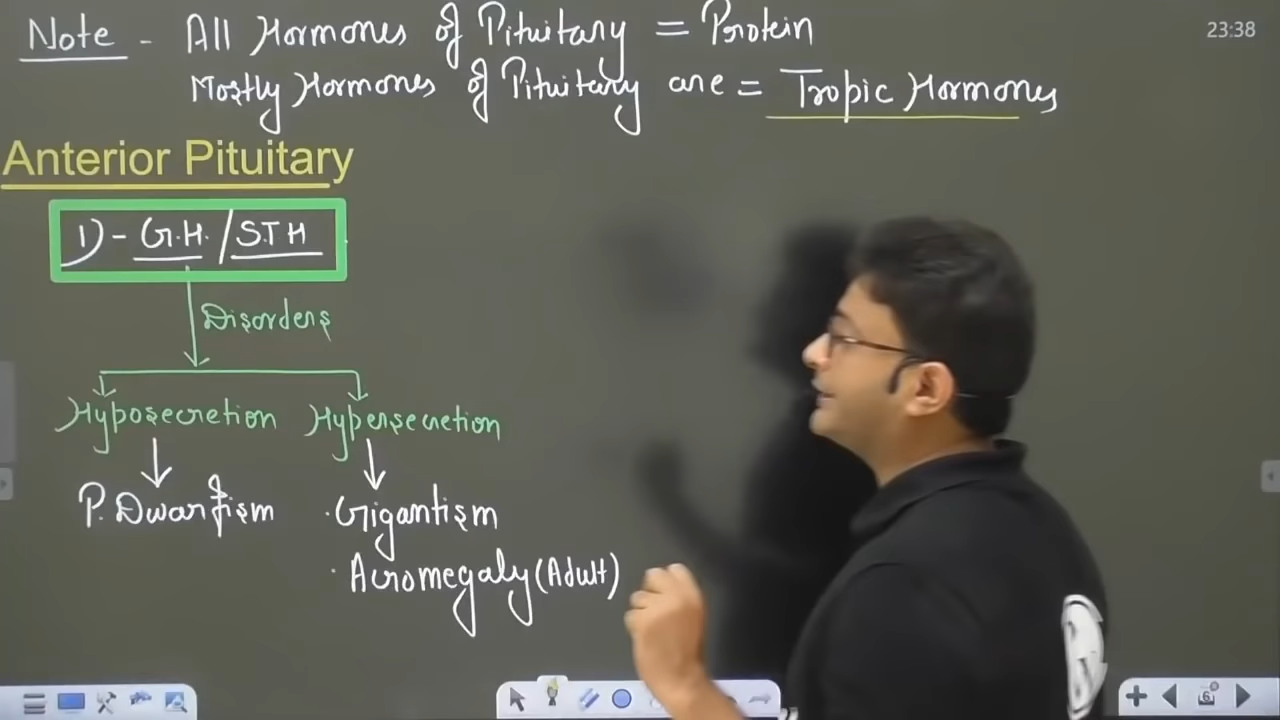 Note - All Hormones of Pituitary = Protein
23:38
Mostly Hormones of Pituitary are = Tropic Hormones
Anterior Pituitary
1) - G.H. / S.T.H
Disorders
Hyposecretion Hypersecretion
P. Dwarfism
· Gigantism
· Acromegaly (Adult)